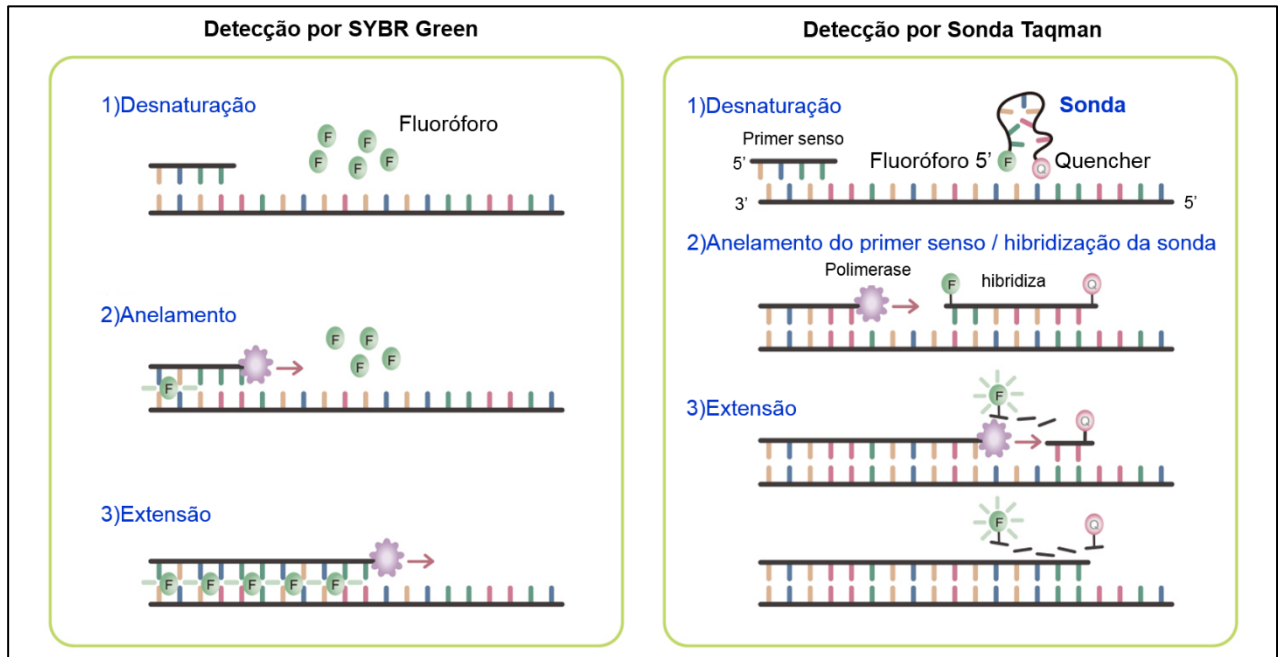 Detecção por SYBR Green
1)Desnaturação
Fluoróforo
F
F
F
F
F
2)Anelamento
F
F
F
F
F
3)Extensão
F
F
F
F
F
Detecção por Sonda Taqman
1)Desnaturação
Sonda
Primer senso
5'
Fluoróforo 5'
F
Q
Quencher
3'
5'
2)Anelamento do primer senso / hibridização da sonda
Polimerase
F
hibridiza
Q
3)Extensão
F
Q
F
Q